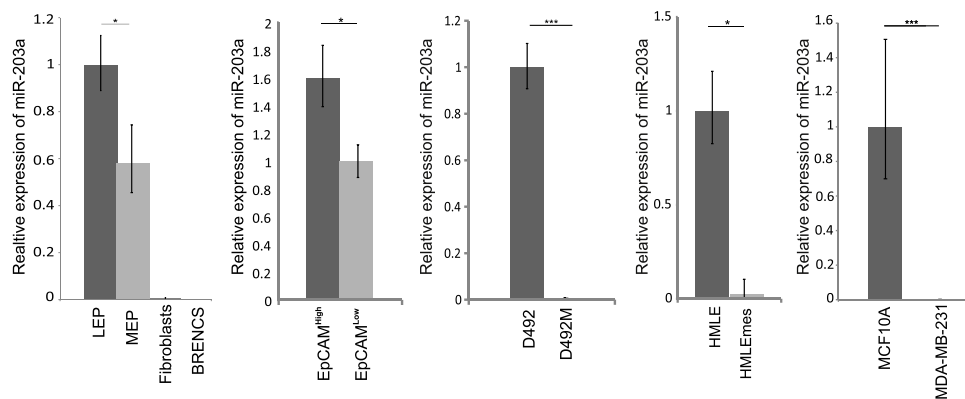 Realtive expression of miR-203a
1.2
1
0.8
0.6
0.4
0.2
0
*
LEP
MEP
Fibroblasts
BRENCS
Relative expression of miR-203a
2
1.8
1.6
1.4
1.2
1
0.8
0.6
0.4
0.2
0
*
EpCAMHigh
EpCAMLow
Relative expression of miR-203a
1.2
1
0.8
0.6
0.4
0.2
0
***
D492
D492M
Relative expression of miR-203a
1.5
1
0.5
0
*
HMLE
HMLEmes
Relative expression of miR-203a
1.6
1.4
1.2
1
0.8
0.6
0.4
0.2
0
***
MCF10A
MDA-MB-231